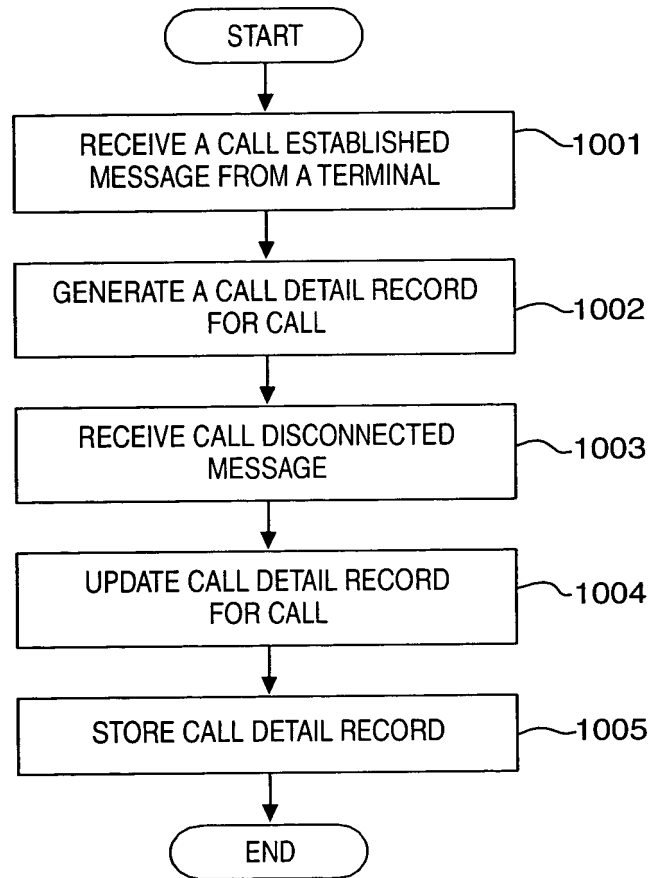 START
RECEIVE A CALL ESTABLISHED
MESSAGE FROM A TERMINAL
1001
GENERATE A CALL DETAIL RECORD
FOR CALL
1002
RECEIVE CALL DISCONNECTED
MESSAGE
1003
UPDATE CALL DETAIL RECORD
FOR CALL
1004
STORE CALL DETAIL RECORD
1005
END